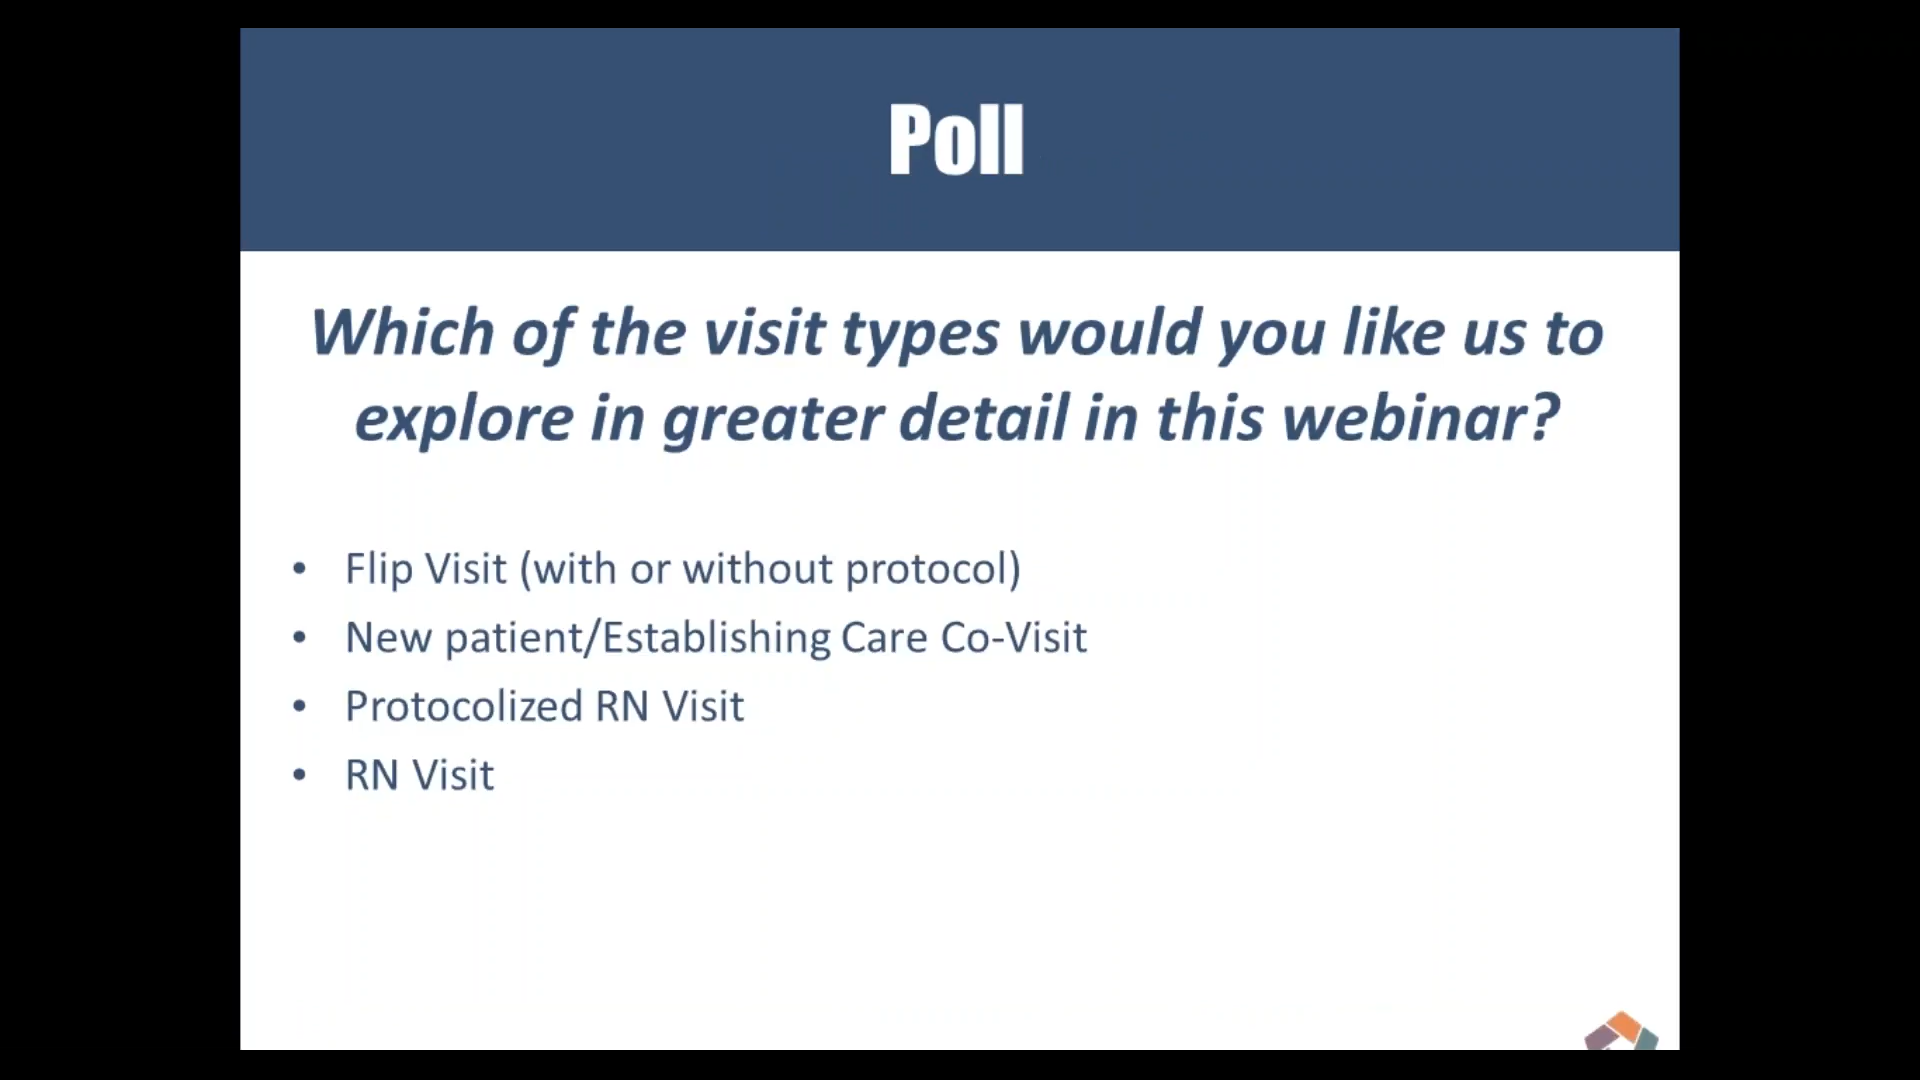 Poll
Which of the visit types would you like us to
explore in greater detail in this webinar?
• Flip Visit (with or without protocol)
• New patient/Establishing Care Co-Visit
• Protocolized RN Visit
• RN Visit